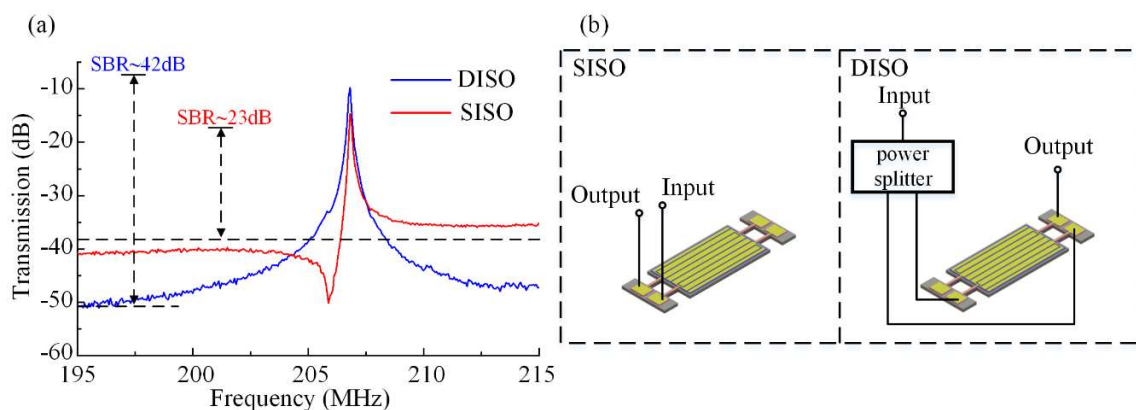 (a)
SBR~42dB
SBR~23dB
DISO
SISO
Transmission (dB)
-10
-20
-30
-40
-50
-60
195
200
205
210
215
Frequency (MHz)
(b)
SISO
Output
Input
DISO
Input
power
splitter
Output